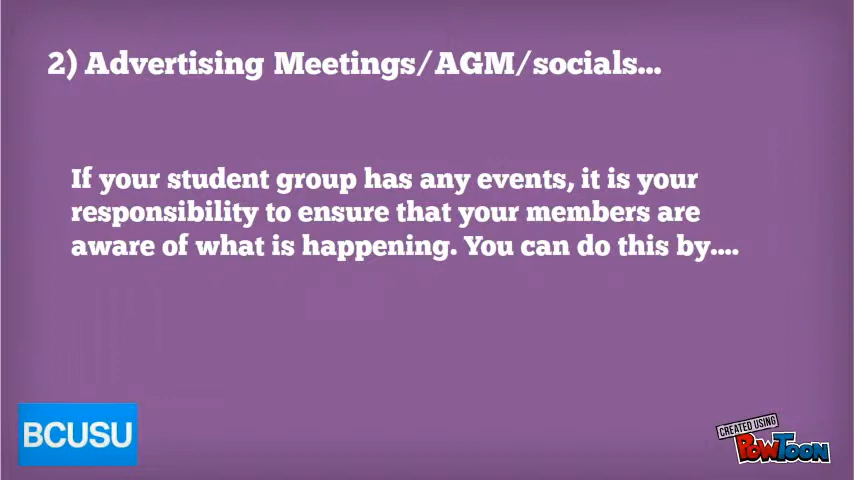 2) Advertising Meetings/AGM/socials...
If your student group has any events, it is your
responsibility to ensure that your members are
aware of what is happening. You can do this by....
BCUSU
CREATED USING
POWTOON